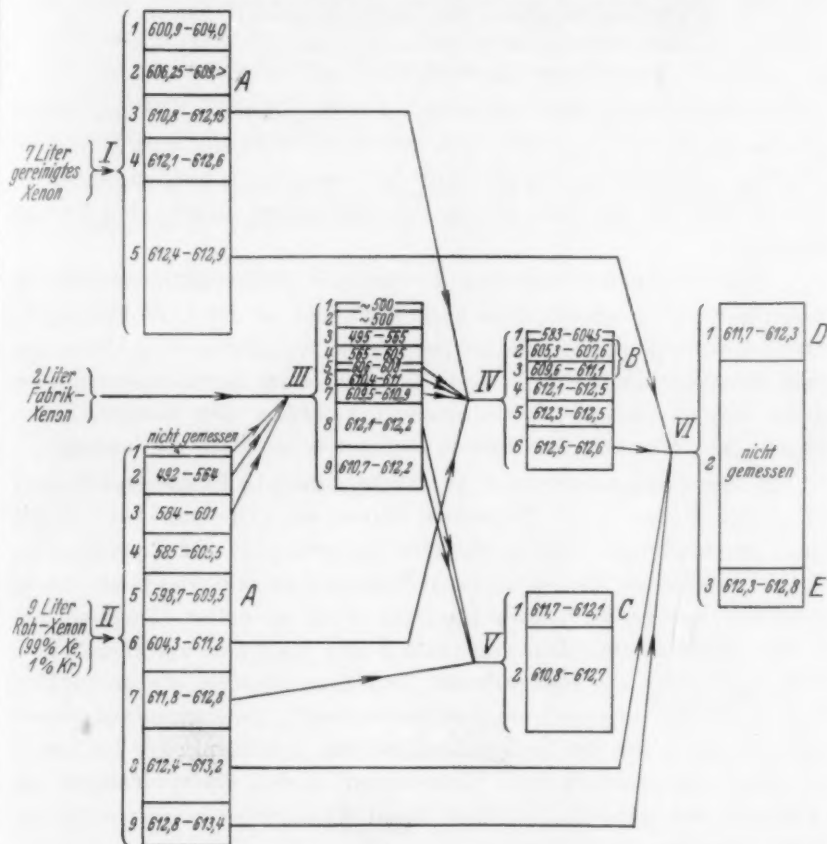 7 Liter
gereinigtes
Xenon
I
1 600,9–604,0
2 606,25–609,>
3 610,8–612,15
4 612,1–612,6
5 612,4–612,9
A
2 Liter
Fabrik-
Xenon
III
1 ~500
2 ~500
3 495–565
4 565–605
5 606–608
6 610,4–611
7 609,5–610,9
8 612,1–612,2
9 610,7–612,2
9 Liter
Roh-Xenon
(99% Xe,
1% Kr)
II
1 nicht gemessen
2 492–564
3 584–601
4 585–605,5
5 598,7–609,5
6 604,3–611,2
7 611,8–612,8
8 612,4–613,2
9 612,8–613,4
A
IV
1 583–604,5
2 605,3–607,6
3 609,6–611,1
4 612,1–612,5
5 612,3–612,5
6 612,5–612,6
B
V
1 611,7–612,1
2 610,8–612,7
C
VI
1 611,7–612,3
2 nicht
gemessen
3 612,3–612,8
D
E